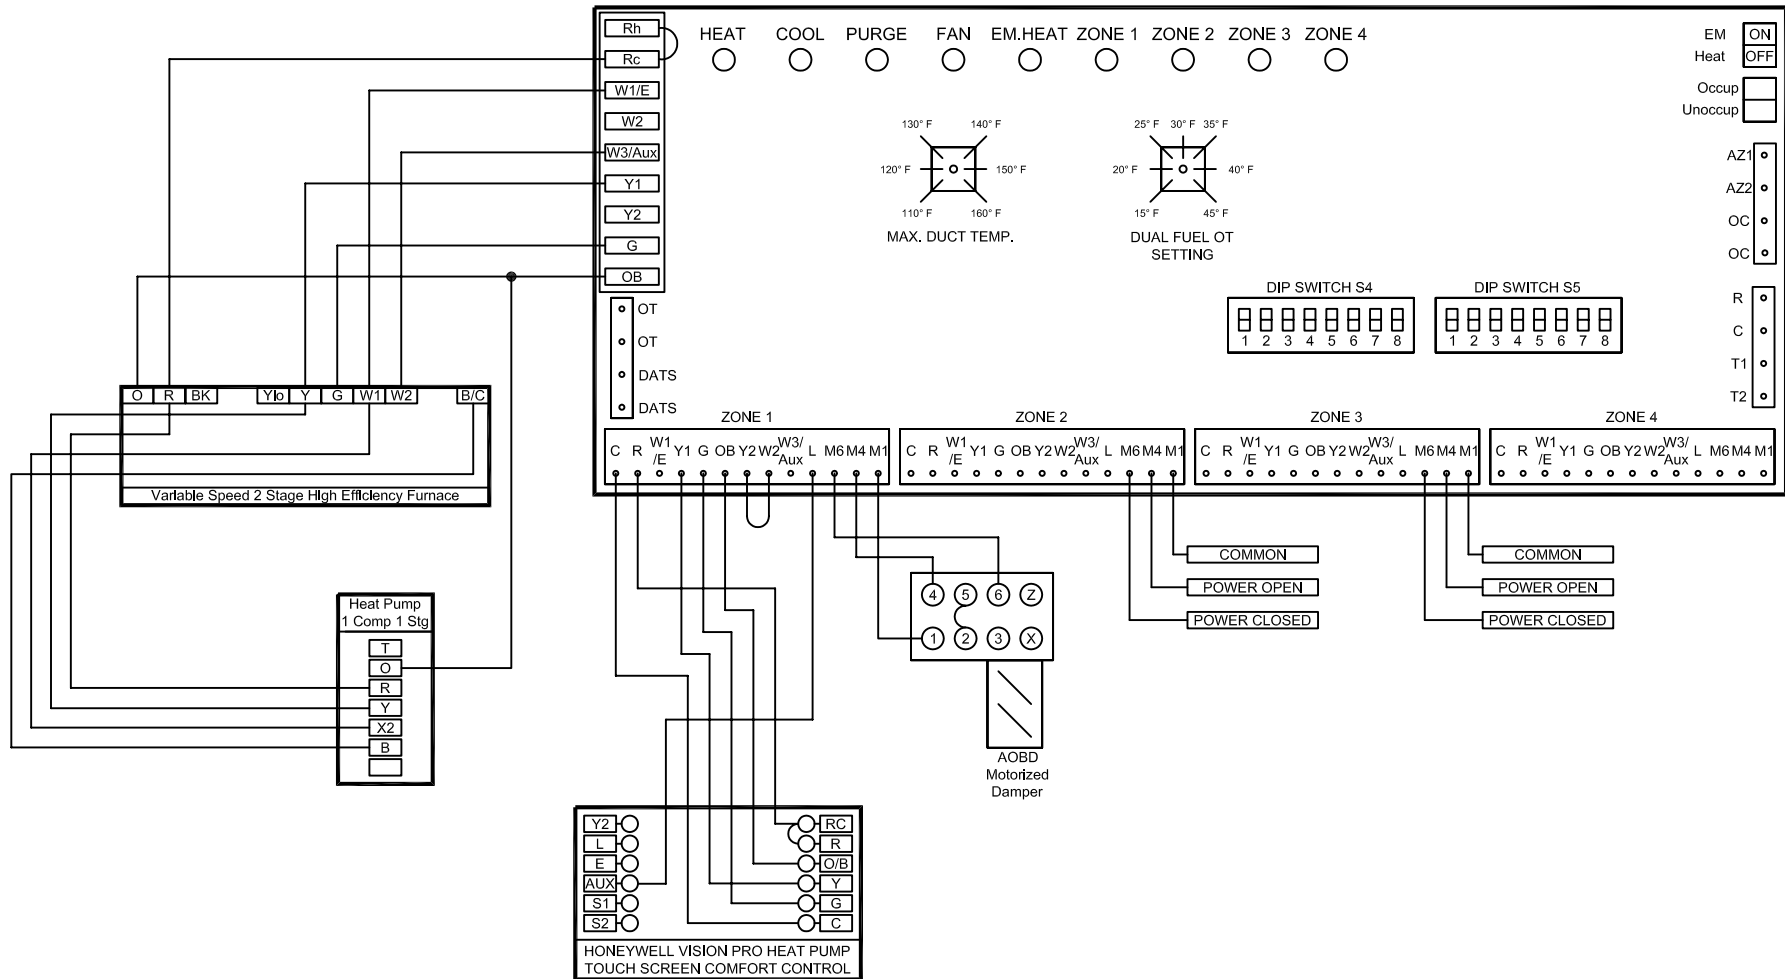 Rh
Rc
W1/E
W2
W3/Aux
Y1
Y2
G
OB
HEAT COOL PURGE FAN EM.HEAT ZONE 1 ZONE 2 ZONE 3 ZONE 4
EM ON
Heat OFF
Occup
Unoccup
130° F 140° F
120° F 150° F
110° F 160° F
MAX. DUCT TEMP.
25° F 30° F 35° F
20° F 40° F
15° F 45° F
DUAL FUEL OT
SETTING
AZ1
AZ2
OC
OC
DIP SWITCH S4
1 2 3 4 5 6 7 8
DIP SWITCH S5
1 2 3 4 5 6 7 8
R
C
T1
T2
OT
OT
DATS
DATS
O R BK Ylo Y G W1 W2 B/C
Variable Speed 2 Stage High Efficiency Furnace
ZONE 1
C R W1/E Y1 G OB Y2 W2 W3/Aux L M6 M4 M1
ZONE 2
C R W1/E Y1 G OB Y2 W2 W3/Aux L M6 M4 M1
ZONE 3
C R W1/E Y1 G OB Y2 W2 W3/Aux L M6 M4 M1
ZONE 4
C R W1/E Y1 G OB Y2 W2 W3/Aux L M6 M4 M1
COMMON
POWER OPEN
POWER CLOSED
COMMON
POWER OPEN
POWER CLOSED
Heat Pump
1 Comp 1 Stg
T
O
R
Y
X2
B
4 5 6 Z
1 2 3 X
AOBD
Motorized
Damper
Y2 RC
L R
E O/B
AUX Y
S1 G
S2 C
HONEYWELL VISION PRO HEAT PUMP
TOUCH SCREEN COMFORT CONTROL